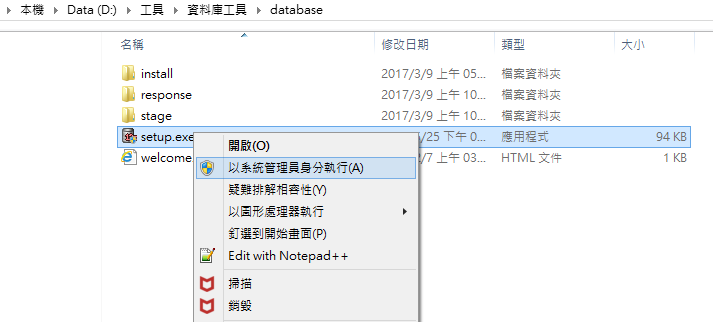 本機 Data (D:) 工具 資料庫工具 database
名稱 修改日期 類型 大小
install 2017/3/9 上午 05... 檔案資料夾
response 2017/3/9 上午 10... 檔案資料夾
stage 2017/3/9 上午 10... 檔案資料夾
setup.exe /25 下午 0... 應用程式 94 KB
welcome. /7 上午 03... HTML 文件 1 KB
開啟(O)
以系統管理員身分執行(A)
疑難排解相容性(Y)
以圖形處理器執行
釘選到開始畫面(P)
Edit with Notepad++
掃描
銷毀